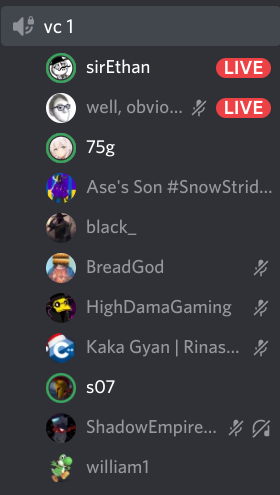 vc 1
sirEthan LIVE
well, obvio... LIVE
75g
Ase's Son #SnowStrid...
black_
BreadGod
HighDamaGaming
Kaka Gyan | Rinas...
s07
ShadowEmpire...
william1